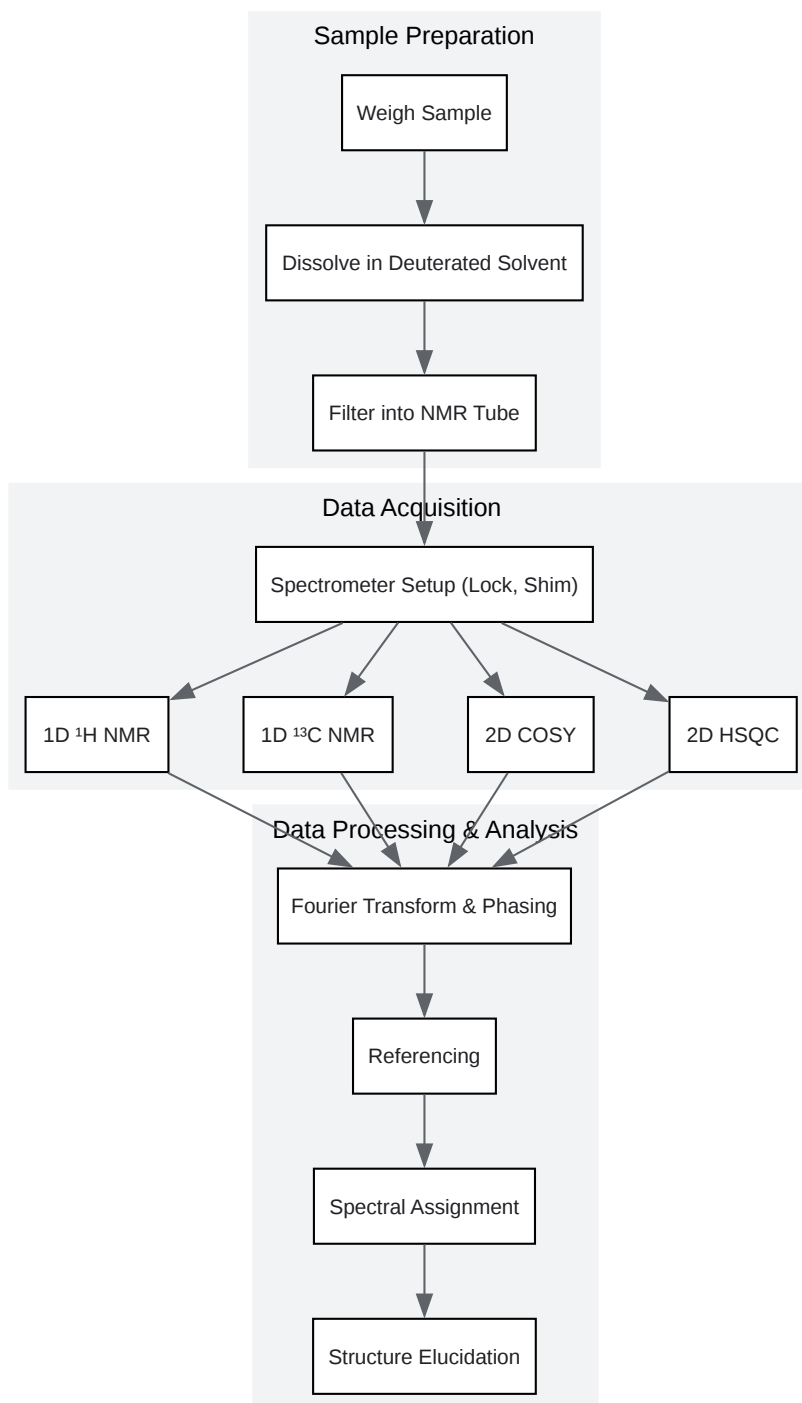 Sample Preparation
Weigh Sample
Dissolve in Deuterated Solvent
Filter into NMR Tube
Data Acquisition
Spectrometer Setup (Lock, Shim)
1D ¹H NMR
1D ¹³C NMR
2D COSY
2D HSQC
Data Processing & Analysis
Fourier Transform & Phasing
Referencing
Spectral Assignment
Structure Elucidation